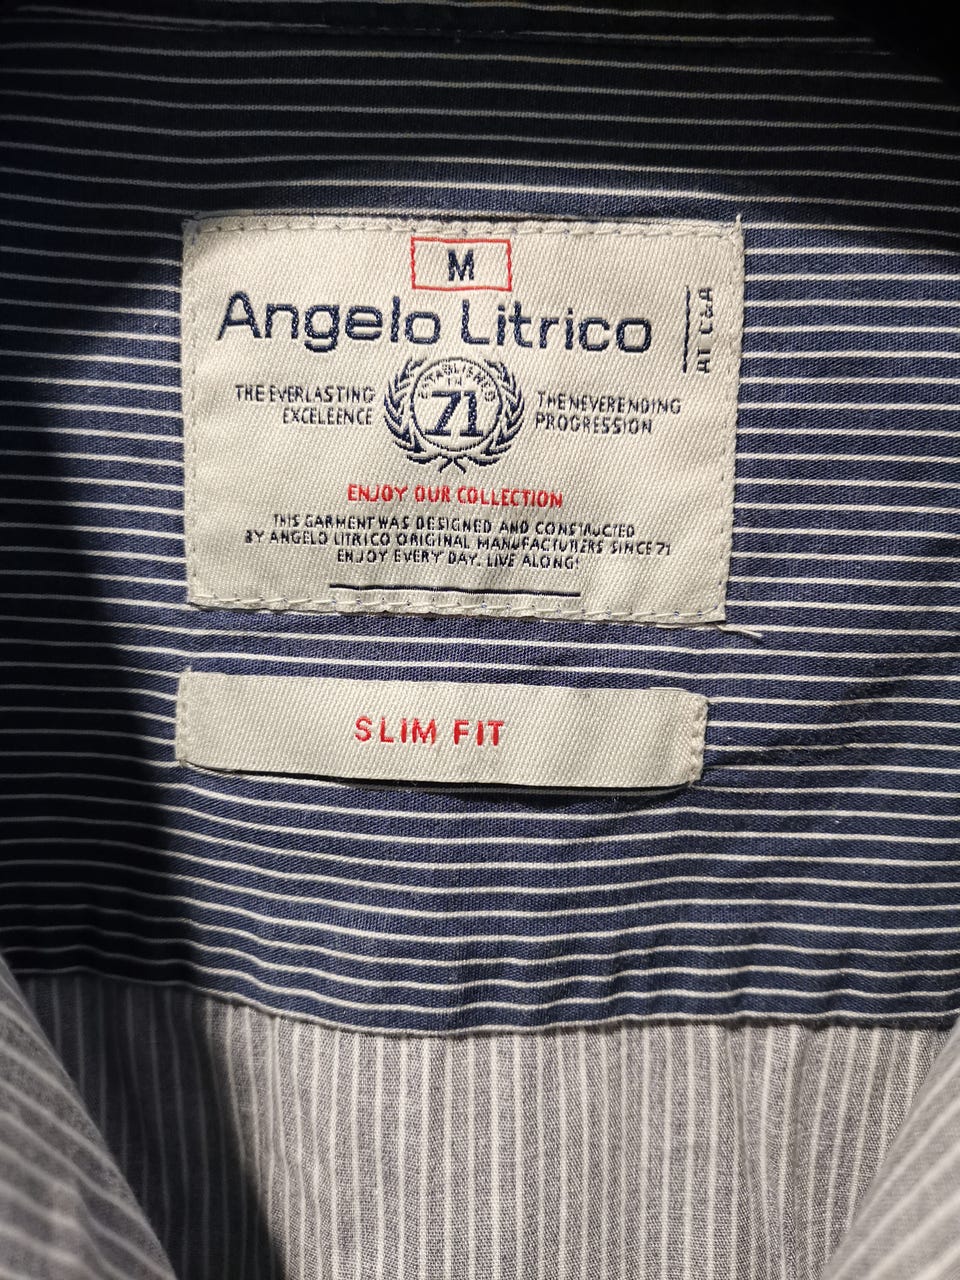 M
Angelo Litrico
AT C&A
ESTABLISHED
IN
71
THE EVERLASTING
EXCELEENCE
THE NEVERENDING
PROGRESSION
ENJOY OUR COLLECTION
THIS GARMENT WAS DESIGNED AND CONSTRUCTED
BY ANGELO LITRICO ORIGINAL MANUFACTURERS SINCE 71
ENJOY EVERY DAY. LIVE ALONG!
SLIM FIT